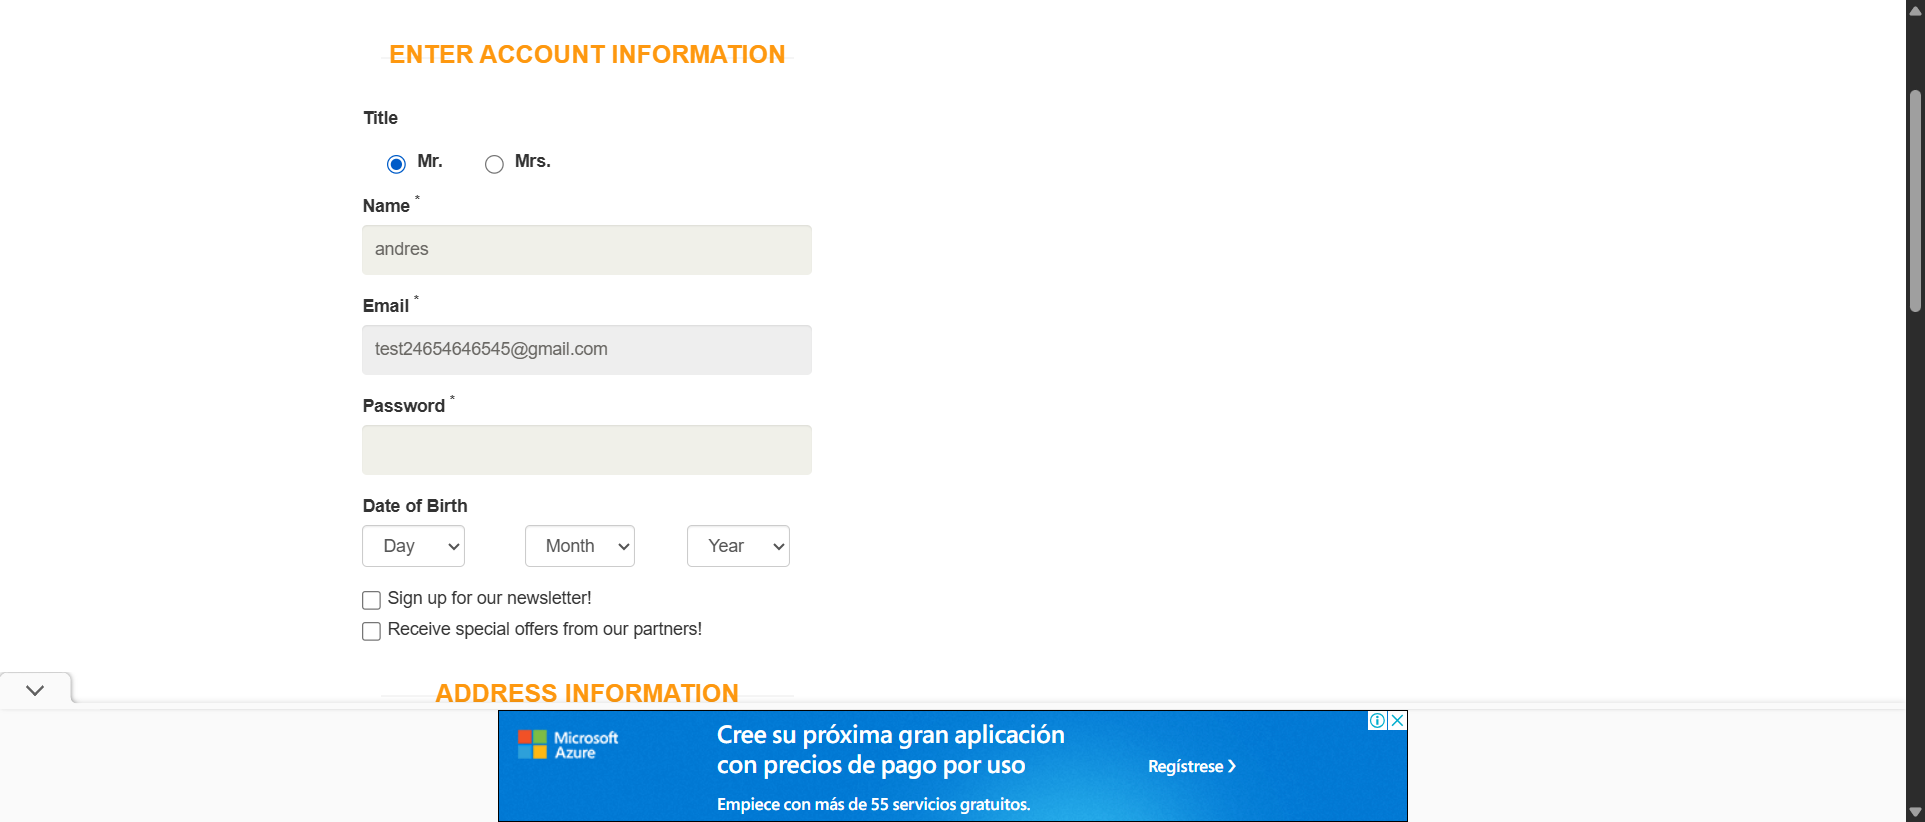 ENTER ACCOUNT INFORMATION
Title
Mr. Mrs.
Name *
andres
Email *
test24654646545@gmail.com
Password *
Date of Birth
Day Month Year
Sign up for our newsletter!
Receive special offers from our partners!
ADDRESS INFORMATION
Microsoft
Azure
Cree su próxima gran aplicación
con precios de pago por uso
Empiece con más de 55 servicios gratuitos.
Regístrese